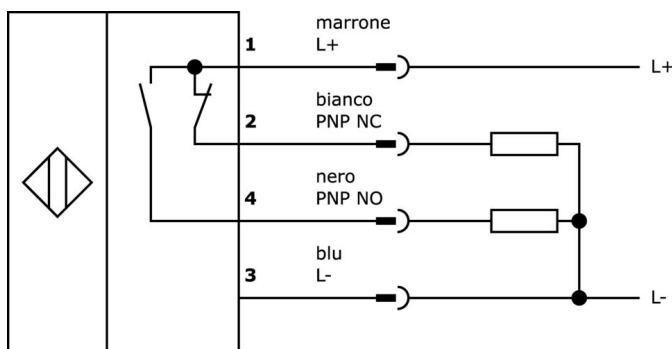 marrone
1 L+
L+
bianco
2 PNP NC
nero
4 PNP NO
blu
3 L-
L-